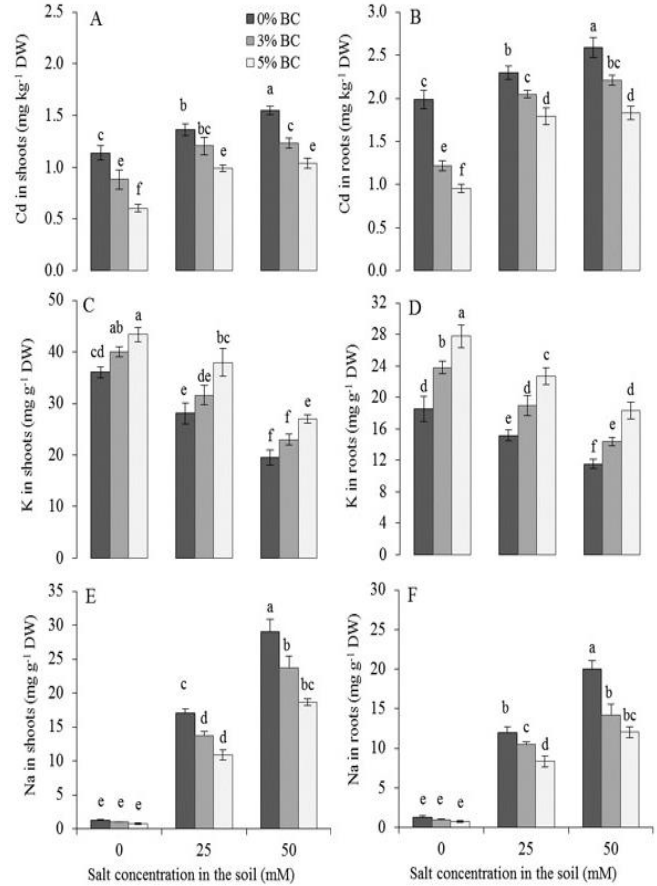 A
0% BC
3% BC
5% BC
Cd in shoots (mg kg-1 DW)
2.5
2.0
1.5
1.0
0.5
0.0
c e f
b bc e
a c e
B
Cd in roots (mg kg-1 DW)
3.0
2.5
2.0
1.5
1.0
0.5
0.0
c e f
b c d
a bc d
C
K in shoots (mg g-1 DW)
50
40
30
20
10
0
cd ab a
e de bc
f f e
D
K in roots (mg g-1 DW)
32
28
24
20
16
12
8
4
0
d b a
e d c
f e d
E
Na in shoots (mg g-1 DW)
35
30
25
20
15
10
5
0
e e e
c d d
a b bc
0 25 50
Salt concentration in the soil (mM)
F
Na in roots (mg g-1 DW)
30
25
20
15
10
5
0
e e e
b c d
a b bc
0 25 50
Salt concentration in the soil (mM)